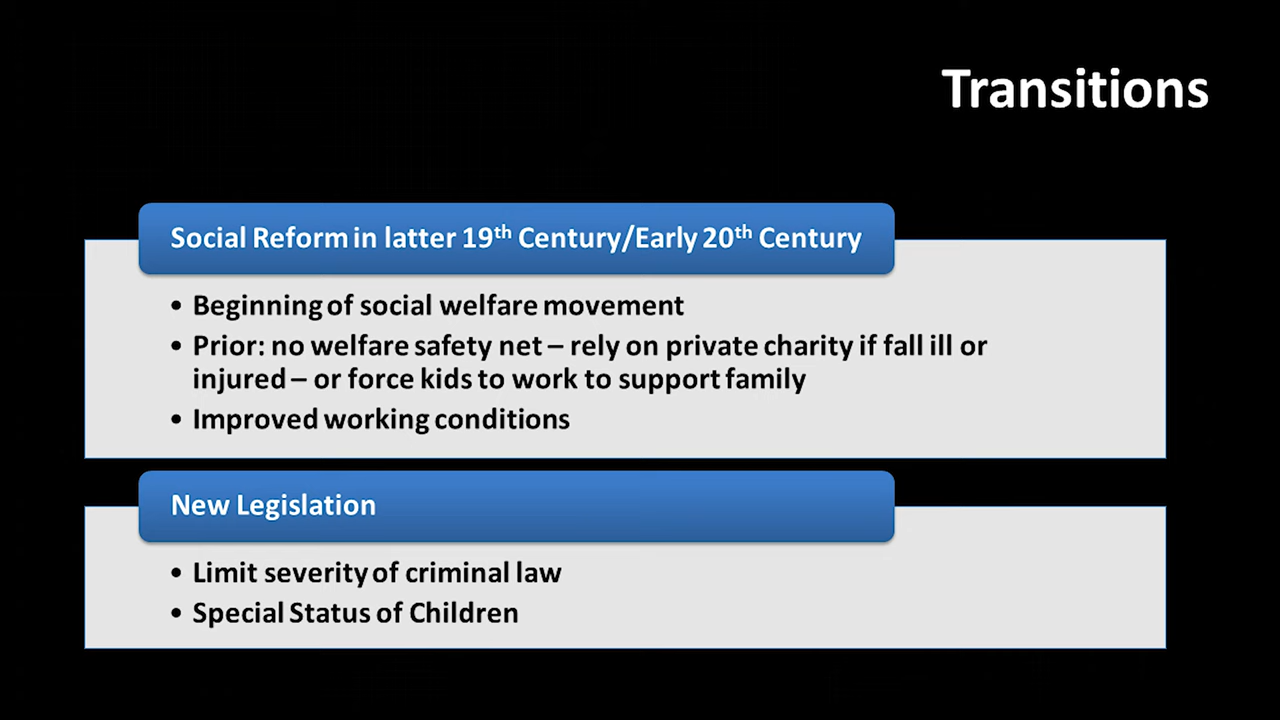 Transitions
Social Reform in latter 19th Century/Early 20th Century
• Beginning of social welfare movement
• Prior: no welfare safety net – rely on private charity if fall ill or
injured – or force kids to work to support family
• Improved working conditions
New Legislation
• Limit severity of criminal law
• Special Status of Children